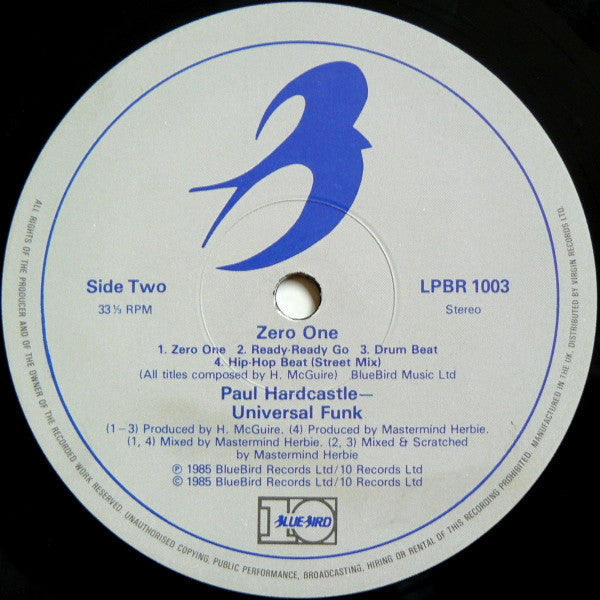 Side Two
33⅓ RPM
LPBR 1003
Stereo
Zero One
1. Zero One 2. Ready-Ready Go 3. Drum Beat
4. Hip-Hop Beat (Street Mix)
(All titles composed by H. McGuire) BlueBird Music Ltd
Paul Hardcastle—
Universal Funk
(1–3) Produced by H. McGuire. (4) Produced by Mastermind Herbie.
(1, 4) Mixed by Mastermind Herbie. (2, 3) Mixed & Scratched
by Mastermind Herbie
℗ 1985 BlueBird Records Ltd/10 Records Ltd
© 1985 BlueBird Records Ltd/10 Records Ltd
10
BLUEBIRD
ALL RIGHTS OF THE PRODUCER AND OF THE OWNER OF THE RECORDED WORK RESERVED. UNAUTHORISED COPYING, PUBLIC PERFORMANCE, BROADCASTING, HIRING OR RENTAL OF THIS RECORDING PROHIBITED. MANUFACTURED IN THE UK. DISTRIBUTED BY VIRGIN RECORDS LTD.